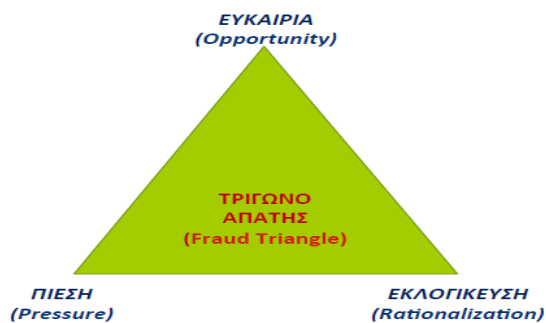 ΕΥΚΑΙΡΙΑ
(Opportunity)
ΤΡΙΓΩΝΟ
ΑΠΑΤΗΣ
(Fraud Triangle)
ΠΙΕΣΗ
(Pressure)
ΕΚΛΟΓΙΚΕΥΣΗ
(Rationalization)